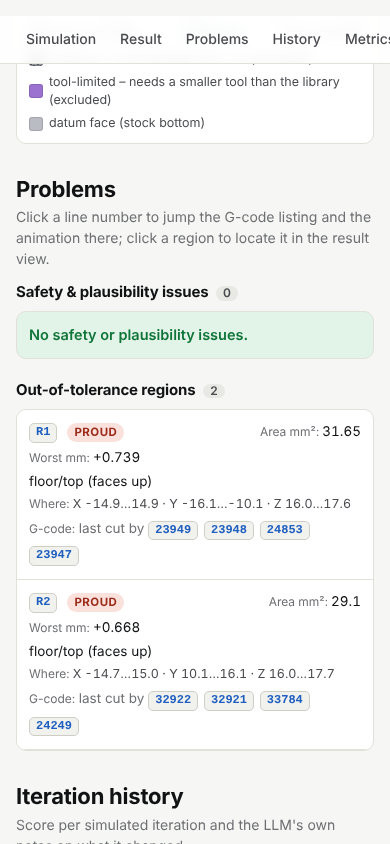 Simulation Result Problems History Metrics
tool-limited – needs a smaller tool than the library
(excluded)
datum face (stock bottom)
Problems
Click a line number to jump the G-code listing and the
animation there; click a region to locate it in the result
view.
Safety & plausibility issues 0
No safety or plausibility issues.
Out-of-tolerance regions 2
R1 PROUD Area mm²: 31.65
Worst mm: +0.739
floor/top (faces up)
Where: X -14.9…14.9 · Y -16.1…-10.1 · Z 16.0…17.6
G-code: last cut by 23949 23948 24853
23947
R2 PROUD Area mm²: 29.1
Worst mm: +0.668
floor/top (faces up)
Where: X -14.7…15.0 · Y 10.1…16.1 · Z 16.0…17.7
G-code: last cut by 32922 32921 33784
24249
Iteration history
Score per simulated iteration and the LLM's own
notes on what it changed.